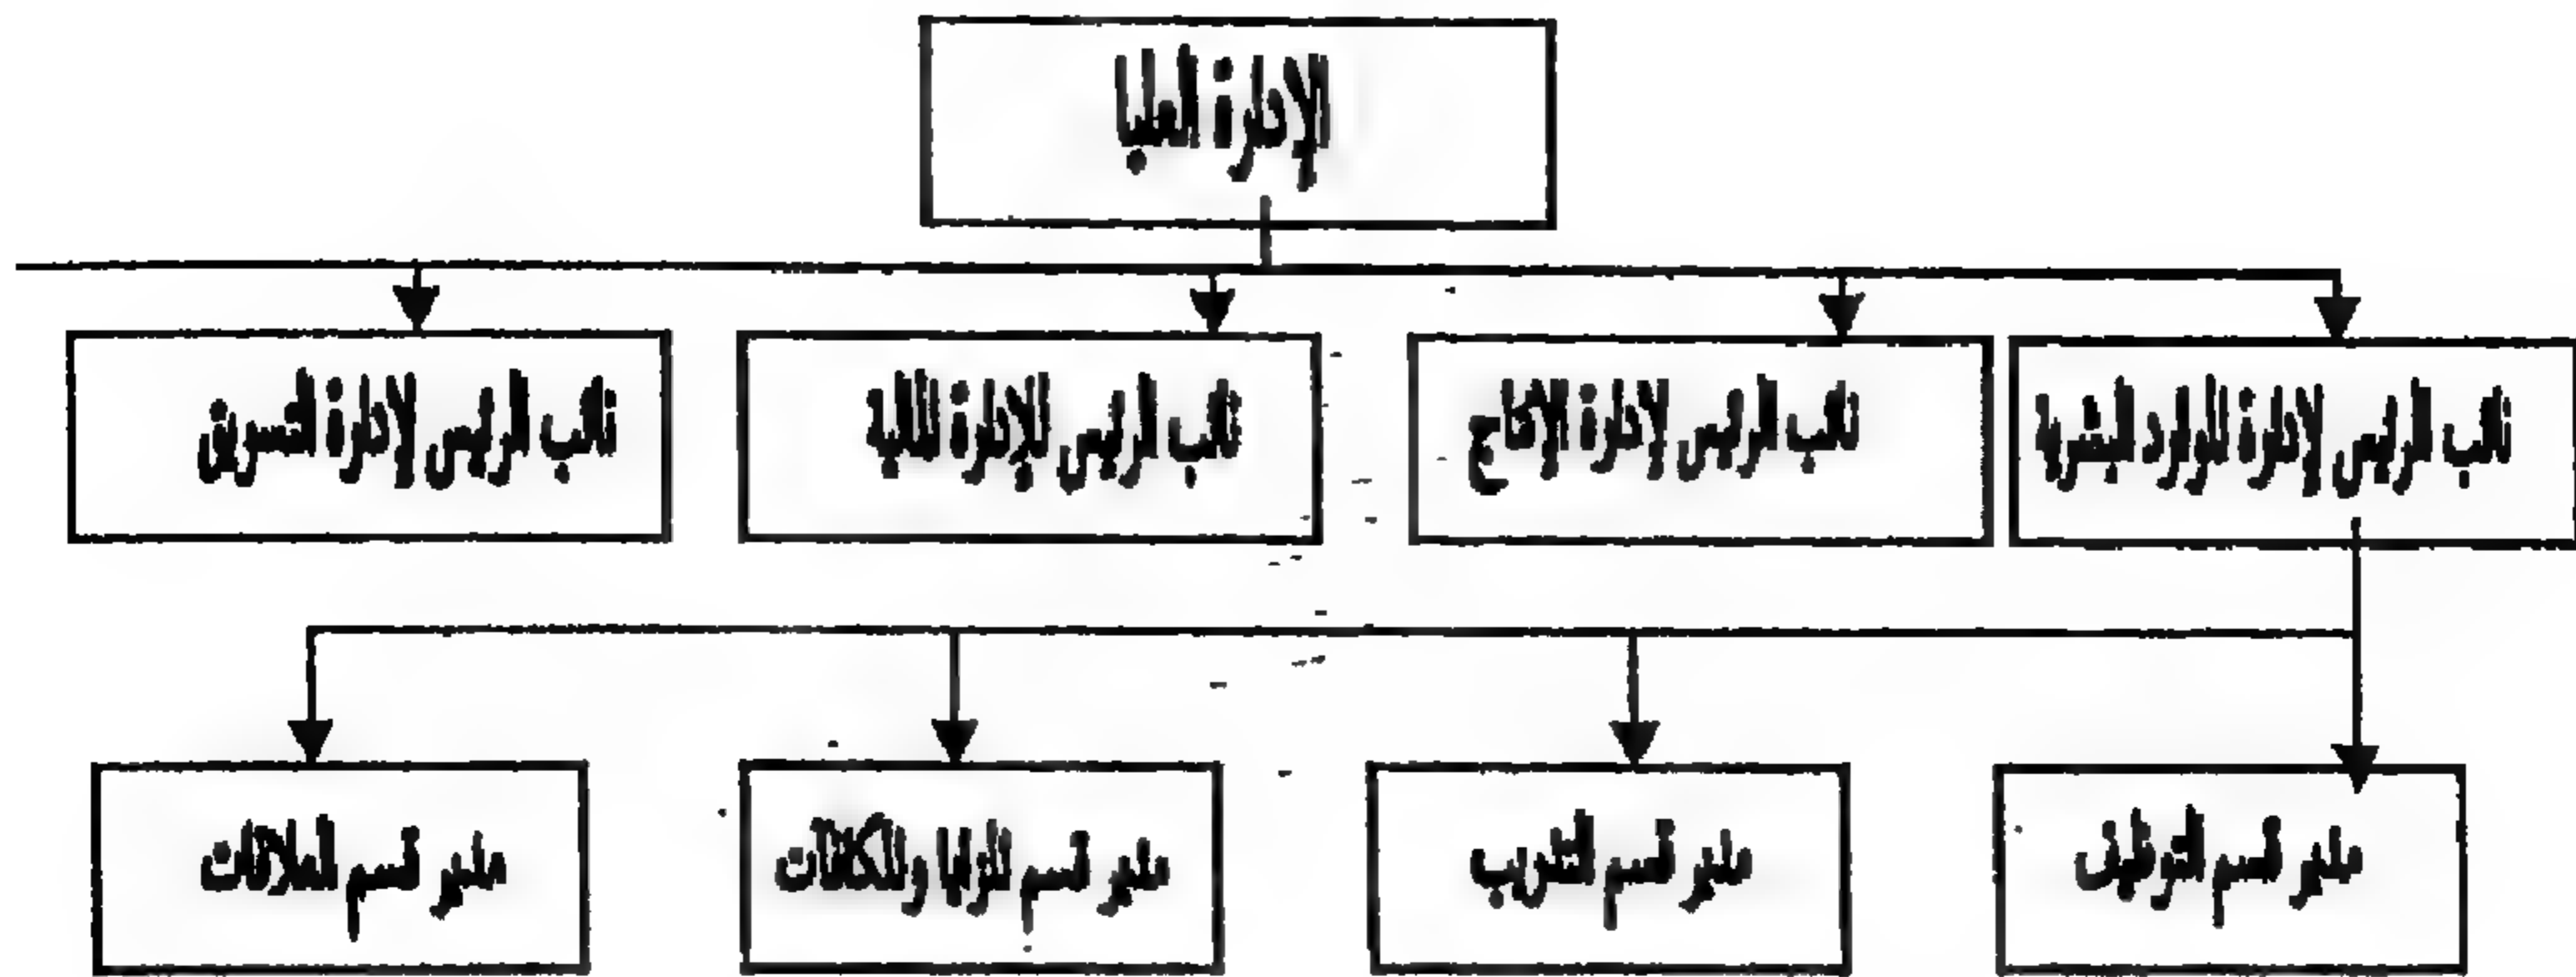 الإدارة العليا
نائب الرئيس لإدارة الموارد البشرية
نائب الرئيس لإدارة الإنتاج
نائب الرئيس للإدارة المالية
نائب الرئيس لإدارة التسويق
مدير قسم التوظيف
مدير قسم التدريب
مدير قسم المزايا والمكافآت
مدير قسم العلاقات